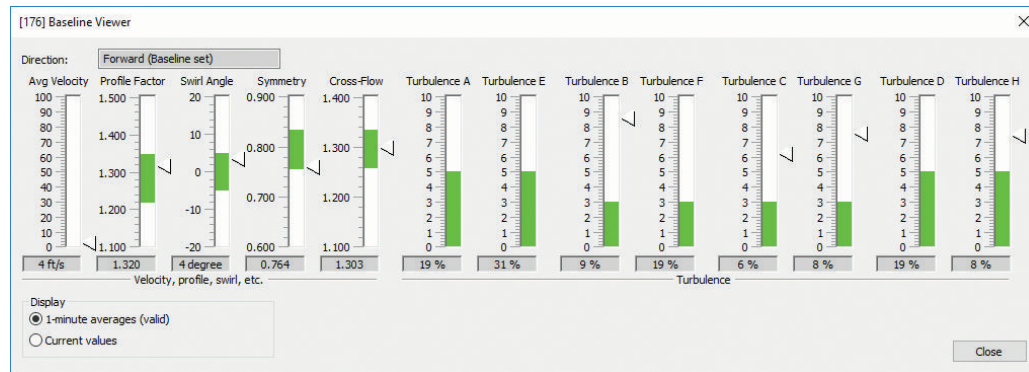 [176] Baseline Viewer
Direction: Forward (Baseline set)
Avg Velocity Profile Factor Swirl Angle Symmetry Cross-Flow Turbulence A Turbulence E Turbulence B Turbulence F Turbulence C Turbulence G Turbulence D Turbulence H
100 1.500 20 0.900 1.400 10 10 10 10 10 10 10 10
90 9 9 9 9 9 9 9 9
80 1.400 10 8 8 8 8 8 8 8 8
70 0.800 1.300 7 7 7 7 7 7 7 7
60 6 6 6 6 6 6 6 6
50 1.300 0 5 5 5 5 5 5 5 5
40 4 4 4 4 4 4 4 4
30 0.700 1.200 3 3 3 3 3 3 3 3
20 1.200 -10 2 2 2 2 2 2 2 2
10 1 1 1 1 1 1 1 1
0 1.100 -20 0.600 1.100 0 0 0 0 0 0 0 0
4 ft/s 1.320 4 degree 0.764 1.303 19 % 31 % 9 % 19 % 6 % 8 % 19 % 8 %
Velocity, profile, swirl, etc. Turbulence
Display
1-minute averages (valid)
Current values
Close